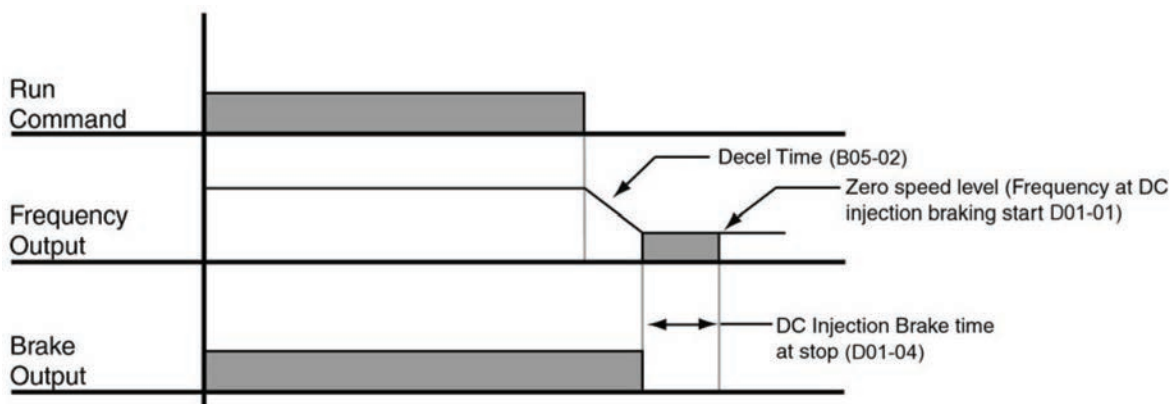 Run
Command
Decel Time (B05-02)
Zero speed level (Frequency at DC
injection braking start D01-01)
Frequency
Output
DC Injection Brake time
at stop (D01-04)
Brake
Output